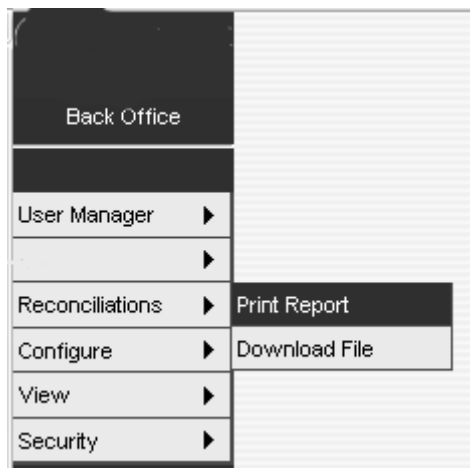 Back Office
User Manager
Reconciliations
Print Report
Configure
Download File
View
Security